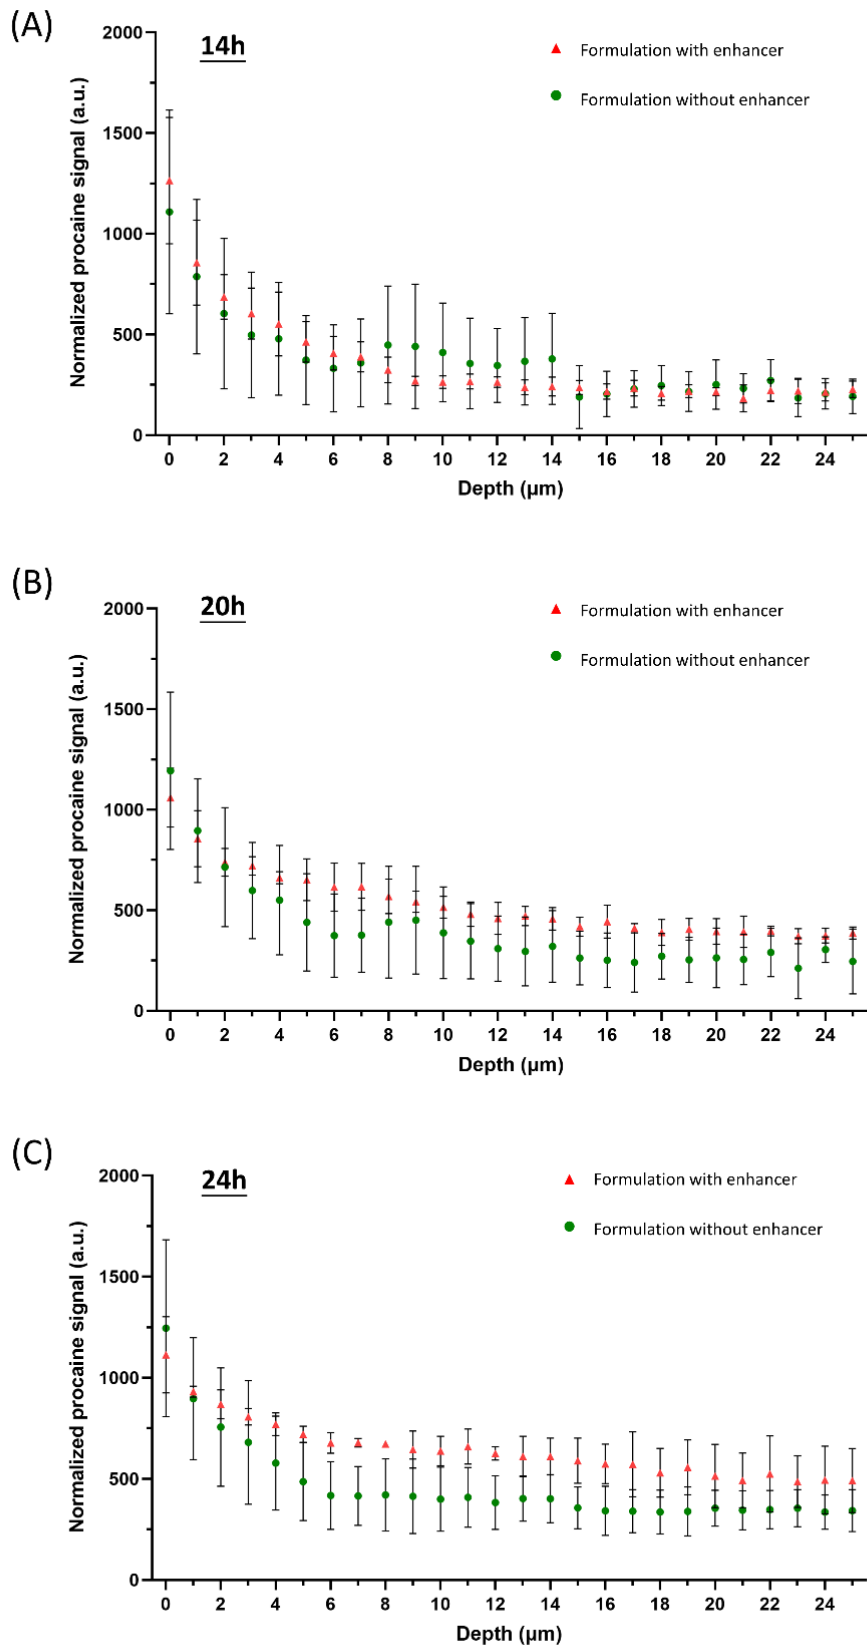 (A)
14h
Formulation with enhancer
Formulation without enhancer
Normalized procaine signal (a.u.)
2000
1500
1000
500
0
0 2 4 6 8 10 12 14 16 18 20 22 24
Depth (µm)
(B)
20h
Formulation with enhancer
Formulation without enhancer
Normalized procaine signal (a.u.)
2000
1500
1000
500
0
0 2 4 6 8 10 12 14 16 18 20 22 24
Depth (µm)
(C)
24h
Formulation with enhancer
Formulation without enhancer
Normalized procaine signal (a.u.)
2000
1500
1000
500
0
0 2 4 6 8 10 12 14 16 18 20 22 24
Depth (µm)